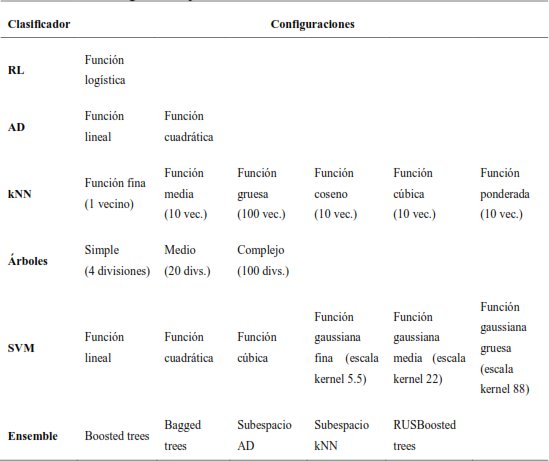 Clasificador Configuraciones
RL Función logística
AD Función lineal Función cuadrática
kNN Función fina (1 vecino) Función media (10 vec.) Función gruesa (100 vec.) Función coseno (10 vec.) Función cúbica (10 vec.) Función ponderada (10 vec.)
Árboles Simple (4 divisiones) Medio (20 divs.) Complejo (100 divs.)
SVM Función lineal Función cuadrática Función cúbica Función gaussiana fina (escala kernel 5.5) Función gaussiana media (escala kernel 22) Función gaussiana gruesa (escala kernel 88)
Ensemble Boosted trees Bagged trees Subespacio AD Subespacio kNN RUSBoosted trees